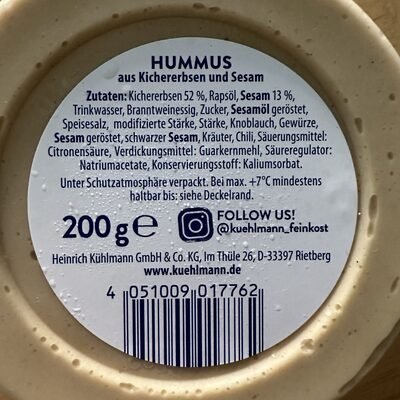 HUMMUS
aus Kichererbsen und Sesam
Zutaten: Kichererbsen 52 %, Rapsöl, Sesam 13 %,
Trinkwasser, Branntweinessig, Zucker, Sesamöl geröstet,
Speisesalz, modifizierte Stärke, Stärke, Knoblauch, Gewürze,
Sesam geröstet, schwarzer Sesam, Kräuter, Chili, Säuerungsmittel:
Citronensäure, Verdickungsmittel: Guarkernmehl, Säureregulator:
Natriumacetate, Konservierungsstoff: Kaliumsorbat.
Unter Schutzatmosphäre verpackt. Bei max. +7°C mindestens
haltbar bis: siehe Deckelrand.
200 g ℮
FOLLOW US!
@kuehlmann_feinkost
Heinrich Kühlmann GmbH & Co. KG, Im Thüle 26, D-33397 Rietberg
www.kuehlmann.de
4 051009 017762